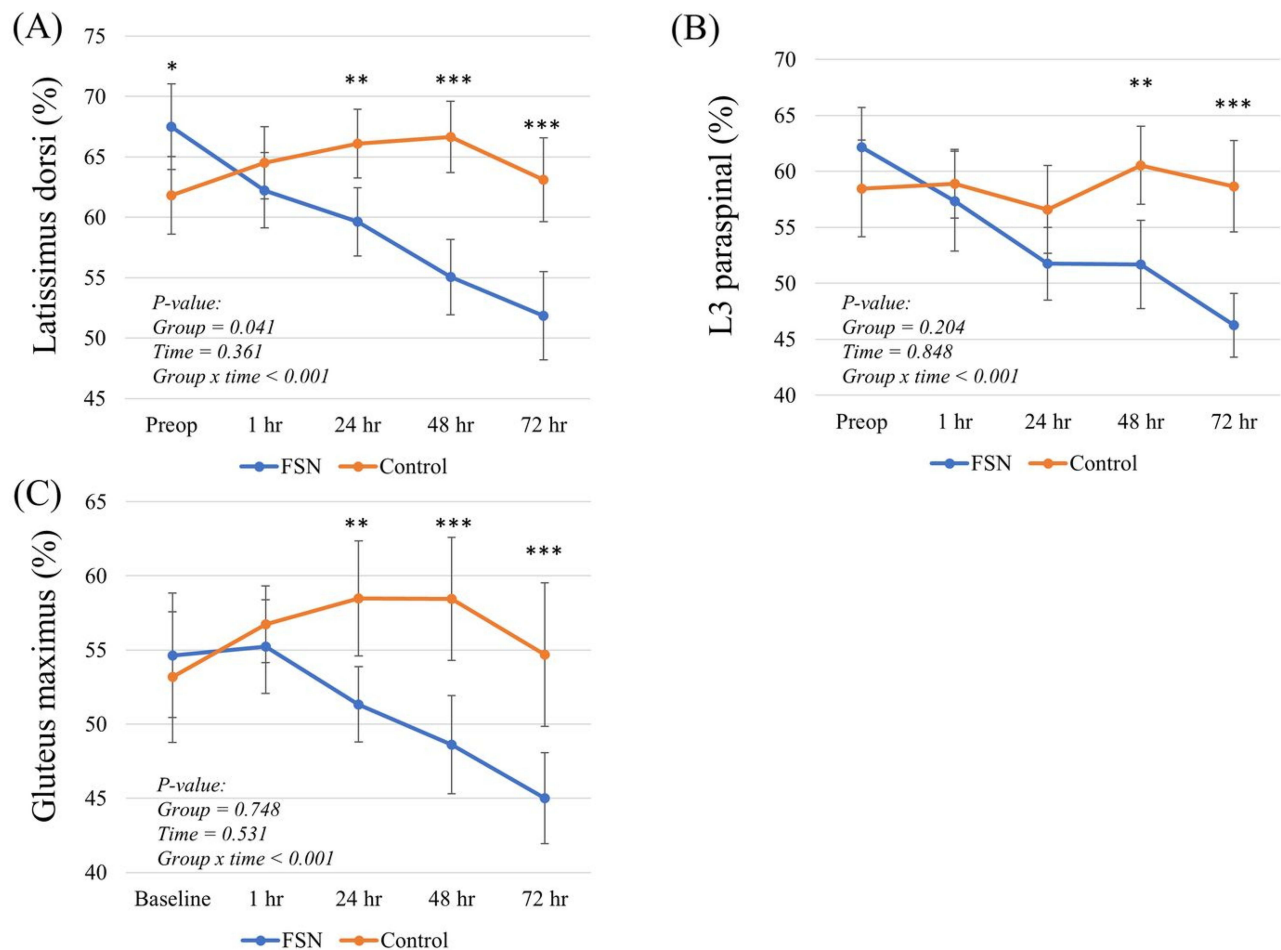 (A)
Latissimus dorsi (%)
75
70
65
60
55
50
45
*
**
***
***
P-value:
Group = 0.041
Time = 0.361
Group x time < 0.001
Preop 1 hr 24 hr 48 hr 72 hr
FSN Control
(B)
L3 paraspinal (%)
70
65
60
55
50
45
40
**
***
P-value:
Group = 0.204
Time = 0.848
Group x time < 0.001
Preop 1 hr 24 hr 48 hr 72 hr
FSN Control
(C)
Gluteus maximus (%)
65
60
55
50
45
40
**
***
***
P-value:
Group = 0.748
Time = 0.531
Group x time < 0.001
Baseline 1 hr 24 hr 48 hr 72 hr
FSN Control